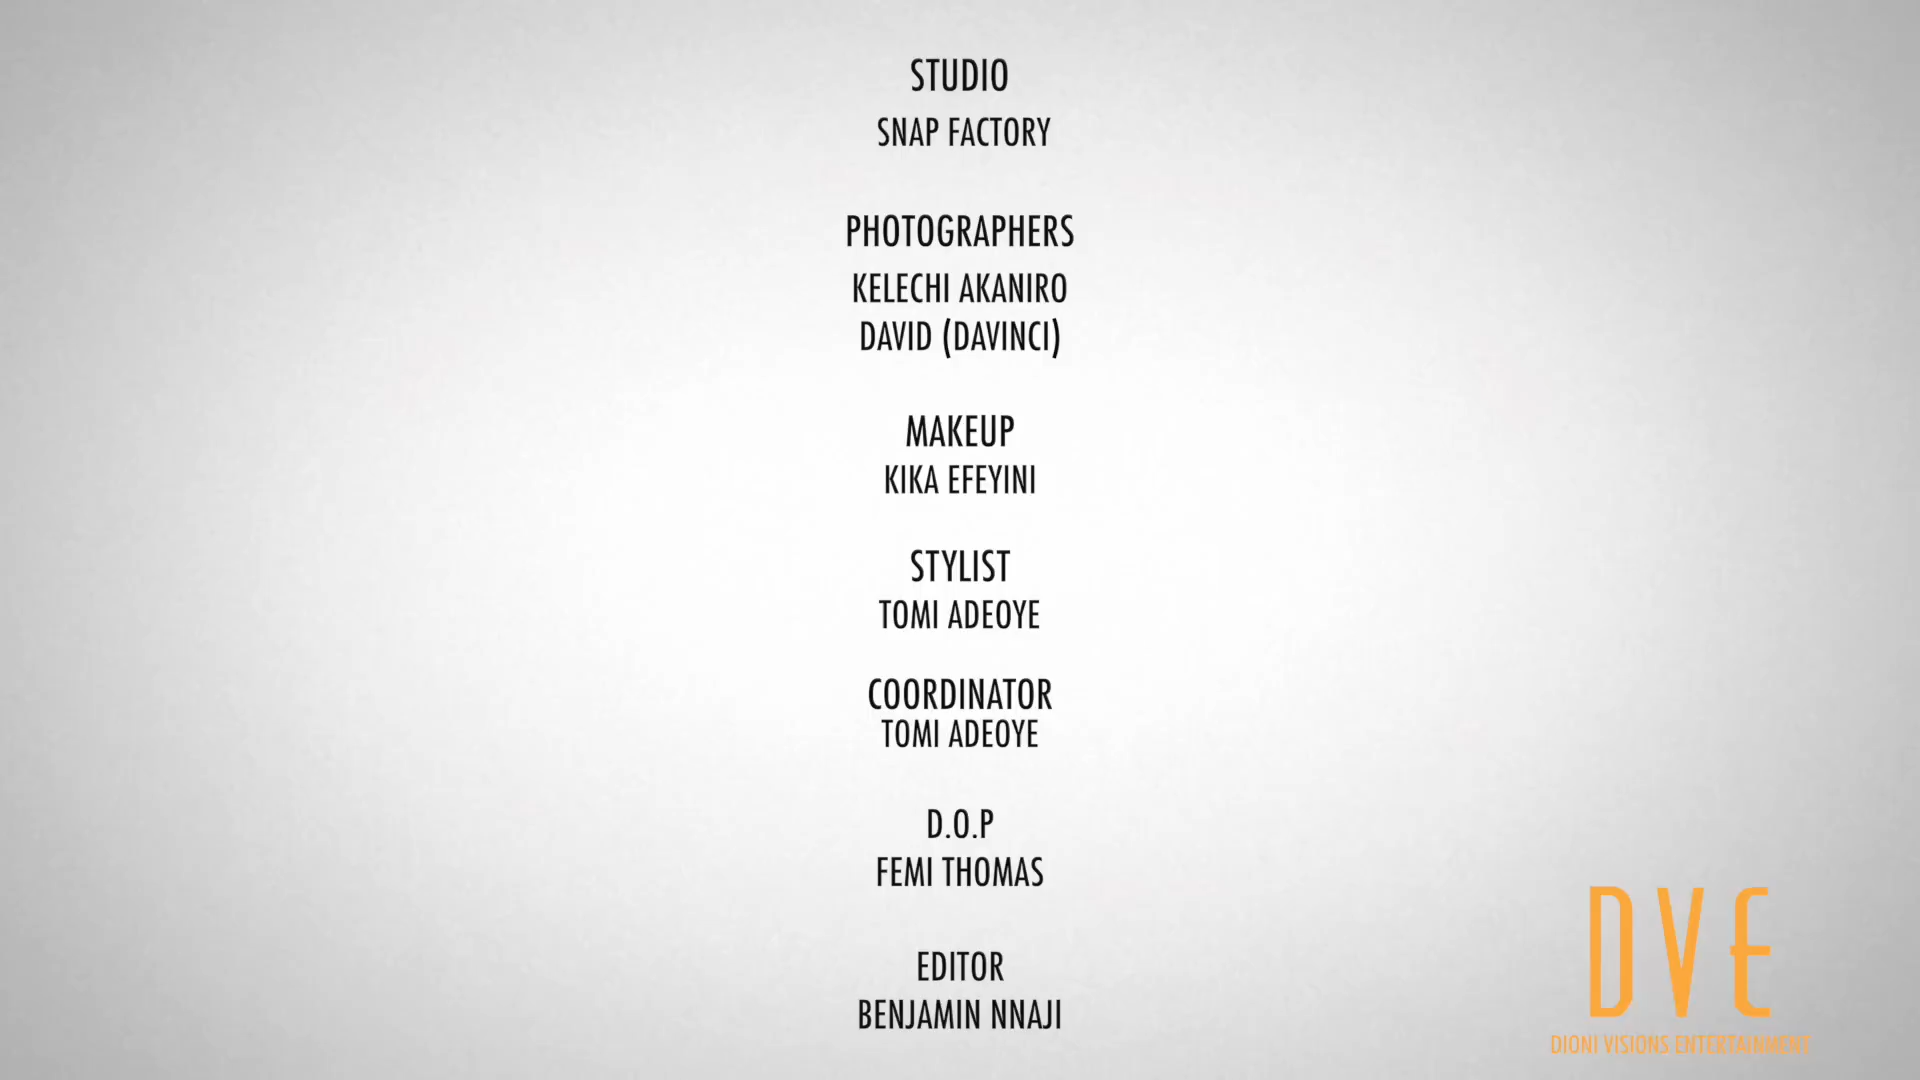 STUDIO
SNAP FACTORY
PHOTOGRAPHERS
KELECHI AKANIRO
DAVID (DAVINCI)
MAKEUP
KIKA EFEYINI
STYLIST
TOMI ADEOYE
COORDINATOR
TOMI ADEOYE
D.O.P
FEMI THOMAS
EDITOR
BENJAMIN NNAJI
DVE
DIONI VISIONS ENTERTAINMENT